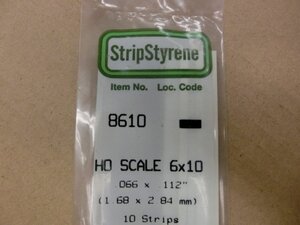 StripStyrene
Item No. Loc. Code
8610
HO SCALE 6x10
.066 x .112"
(1.68 x 2.84 mm)
10 Strips